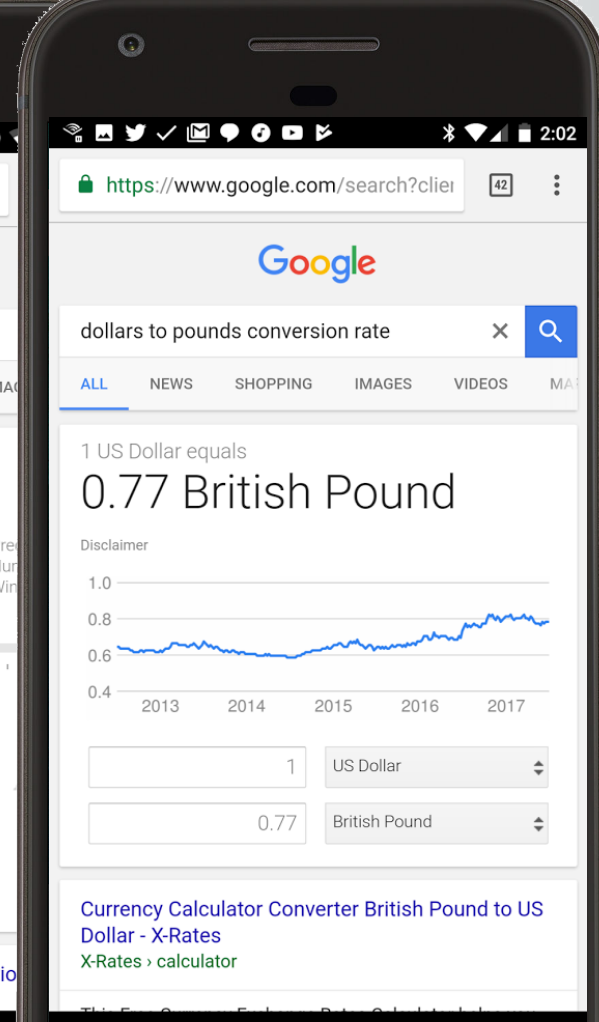 2:02
https://www.google.com/search?clier
42
Google
dollars to pounds conversion rate
ALL NEWS SHOPPING IMAGES VIDEOS
1 US Dollar equals
0.77 British Pound
Disclaimer
1.0
0.8
0.6
0.4
2013 2014 2015 2016 2017
1 US Dollar
0.77 British Pound
Currency Calculator Converter British Pound to US
Dollar - X-Rates
X-Rates › calculator